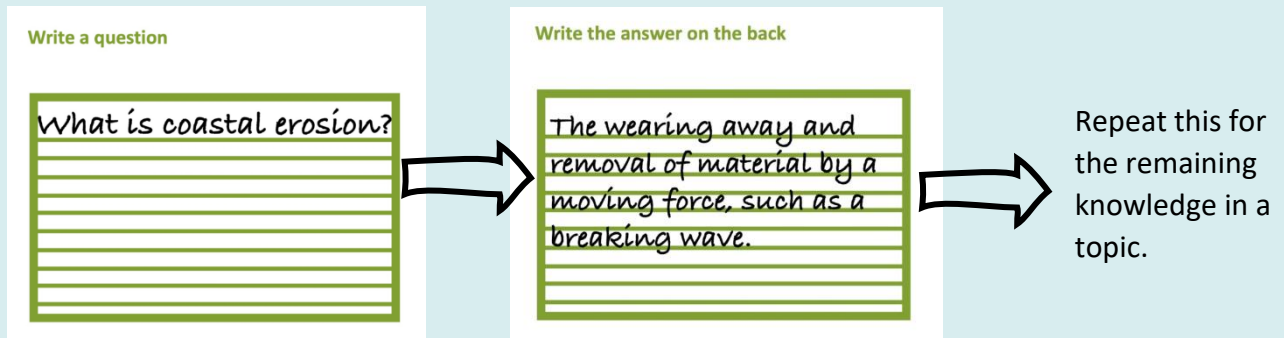 Write a question
What is coastal erosion?
Write the answer on the back
The wearing away and
removal of material by a
moving force, such as a
breaking wave.
Repeat this for
the remaining
knowledge in a
topic.